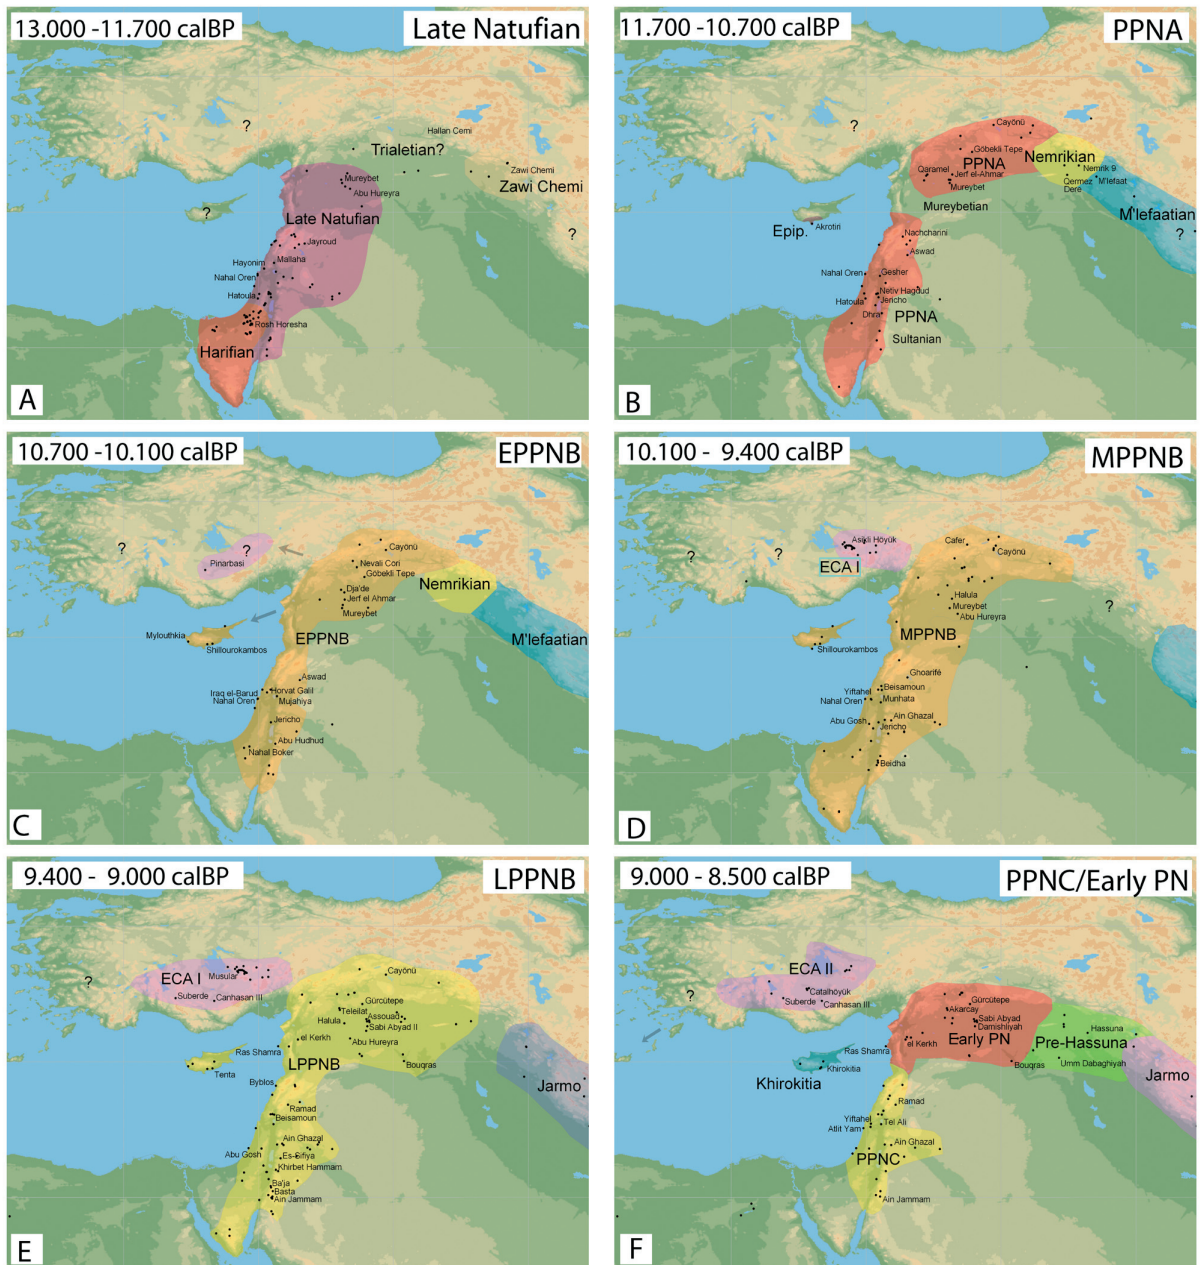 13.000 -11.700 calBP
Late Natufian
?
Hallan Cemi
Trialetian?
Zawi Chemi
Zawi Chemi
Mureybet
Abu Hureyra
?
Late Natufian
?
Jayroud
Mallaha
Hayonim
Nahal Oren
Hatoula
Rosh Horesha
Harifian
A
11.700 -10.700 calBP
PPNA
?
Cayönü
Göbekli Tepe
PPNA
Nemrikian
Qaramel
Jerf el-Ahmar
Nemrik 9
Qermez
Dere
M'lefaat
Mureybet
Mureybetian
M'lefaatian
?
Epip.
Akrotiri
Nachcharini
Aswad
Nahal Oren
Gesher
Netiv Hagdud
Hatoula
Jericho
Dhra
PPNA
Sultanian
B
10.700 -10.100 calBP
EPPNB
?
?
Cayönü
Pinarbasi
Nevali Cori
Göbekli Tepe
Nemrikian
Dja'de
Jerf el Ahmar
Mureybet
Mylouthkia
EPPNB
M'lefaatian
Shillourokambos
Aswad
Iraq el-Barud
Horvat Galil
Nahal Oren
Mujahiya
Jericho
Abu Hudhud
Nahal Boker
C
10.100 - 9.400 calBP
MPPNB
Asikli Höyük
Cafer
?
?
Cayönü
ECA I
Halula
Mureybet
Abu Hureyra
?
MPPNB
Shillourokambos
Ghoarifé
Yiftahel
Beisamoun
Nahal Oren
Munhata
Abu Gosh
Ain Ghazal
Jericho
Beidha
D
9.400 - 9.000 calBP
LPPNB
ECA I
Musular
Cayönü
?
Suberde
Canhasan III
Gürcütepe
Teleilat
Assouad
Halula
Sabi Abyad II
el Kerkh
Abu Hureyra
Ras Shamra
Bouqras
Tenta
LPPNB
Byblos
Jarmo
Ramad
Beisamoun
Ain Ghazal
Abu Gosh
Es-Sifiya
Khirbet Hammam
Ba'ja
Basta
Ain Jammam
E
9.000 - 8.500 calBP
PPNC/Early PN
ECA II
Catalhöyük
?
Suberde
Canhasan III
Gürcütepe
Akarcay
Sabi Abyad
Damishliyah
Hassuna
el Kerkh
Early PN
Pre-Hassuna
Ras Shamra
Bouqras
Umm Dabaghiyah
Khirokitia
Khirokitia
Jarmo
Ramad
Yiftahel
Tel Ali
Atlit Yam
Ain Ghazal
PPNC
Ain Jammam
F